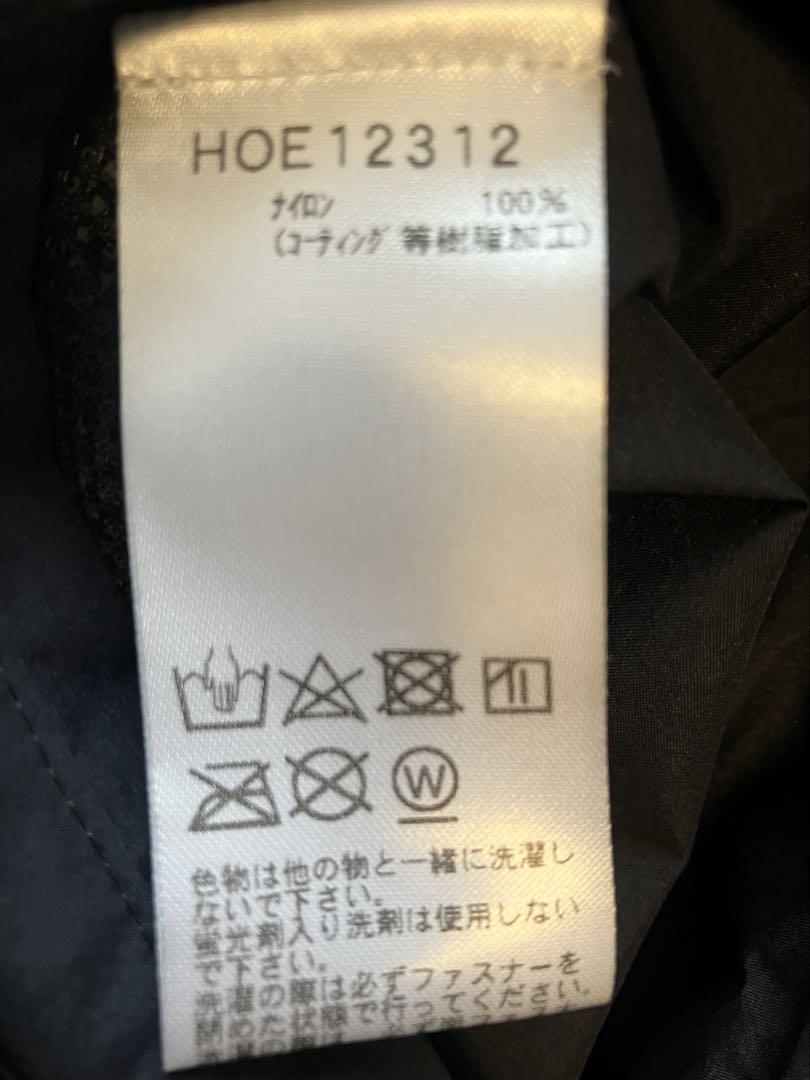 HOE12312
ナイロン 100%
(コーティング 等樹脂加工)
W
色物は他の物と一緒に洗濯し
ないで下さい。
蛍光剤入り洗剤は使用しない
で下さい。
洗濯の際は必ずファスナーを
閉めた状態で行ってください。